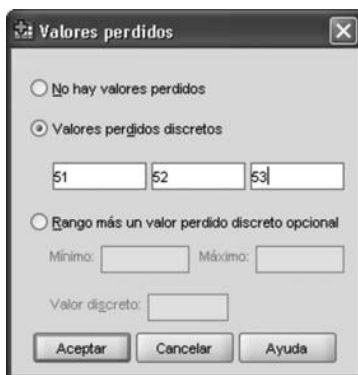 Valores perdidos
No hay valores perdidos
Valores perdidos discretos
51 52 53
Rango más un valor perdido discreto opcional
Mínimo: Máximo:
Valor discreto:
Aceptar Cancelar Ayuda